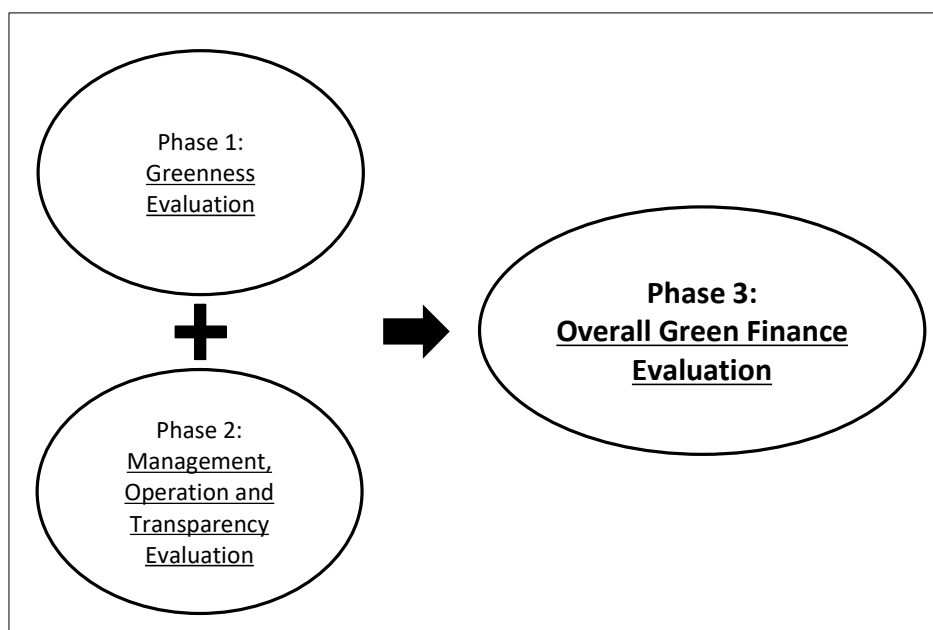 Phase 1:
Greenness
Evaluation
Phase 2:
Management,
Operation and
Transparency
Evaluation
Phase 3:
Overall Green Finance
Evaluation